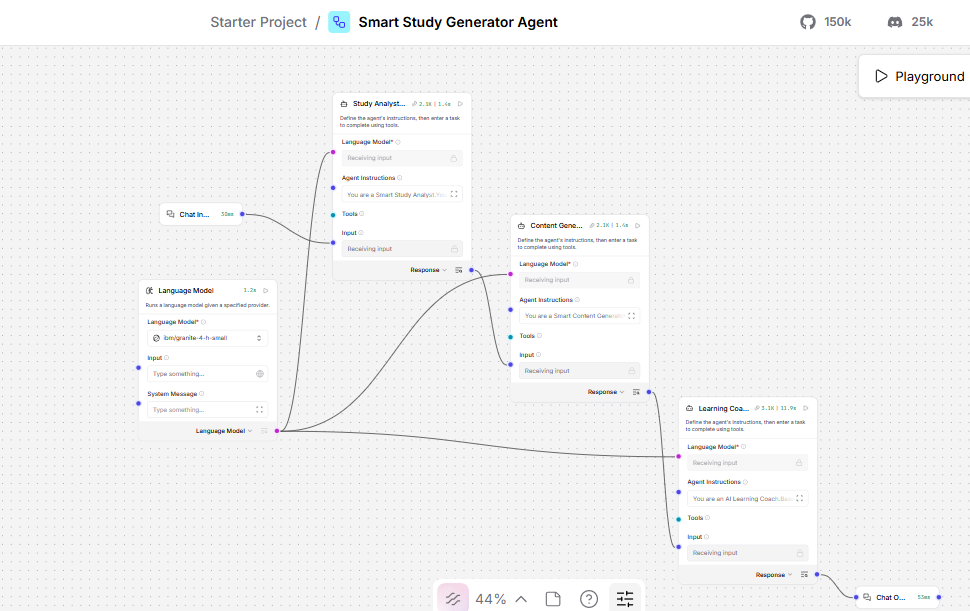 Starter Project / Smart Study Generator Agent
150k
25k
Playground
Study Analyst...
2.1K | 1.4s
Define the agent's instructions, then enter a task
to complete using tools.
Language Model*
Receiving input
Agent Instructions
You are a Smart Study Analyst.
Tools
Input
Receiving input
Response
Chat In...
Language Model
1.2s
Runs a language model given a specified provider.
Language Model*
ibm/granite-4-h-small
Input
Type something...
System Message
Type something...
Language Model
Content Gene...
2.1K | 1.4s
Define the agent's instructions, then enter a task
to complete using tools.
Language Model*
Receiving input
Agent Instructions
You are a Smart Content Generator
Tools
Input
Receiving input
Response
Learning Coa...
3.1K | 11.9s
Define the agent's instructions, then enter a task
to complete using tools.
Language Model*
Receiving input
Agent Instructions
You are an AI Learning Coach.
Tools
Input
Receiving input
Response
Chat O...
53ms
44%